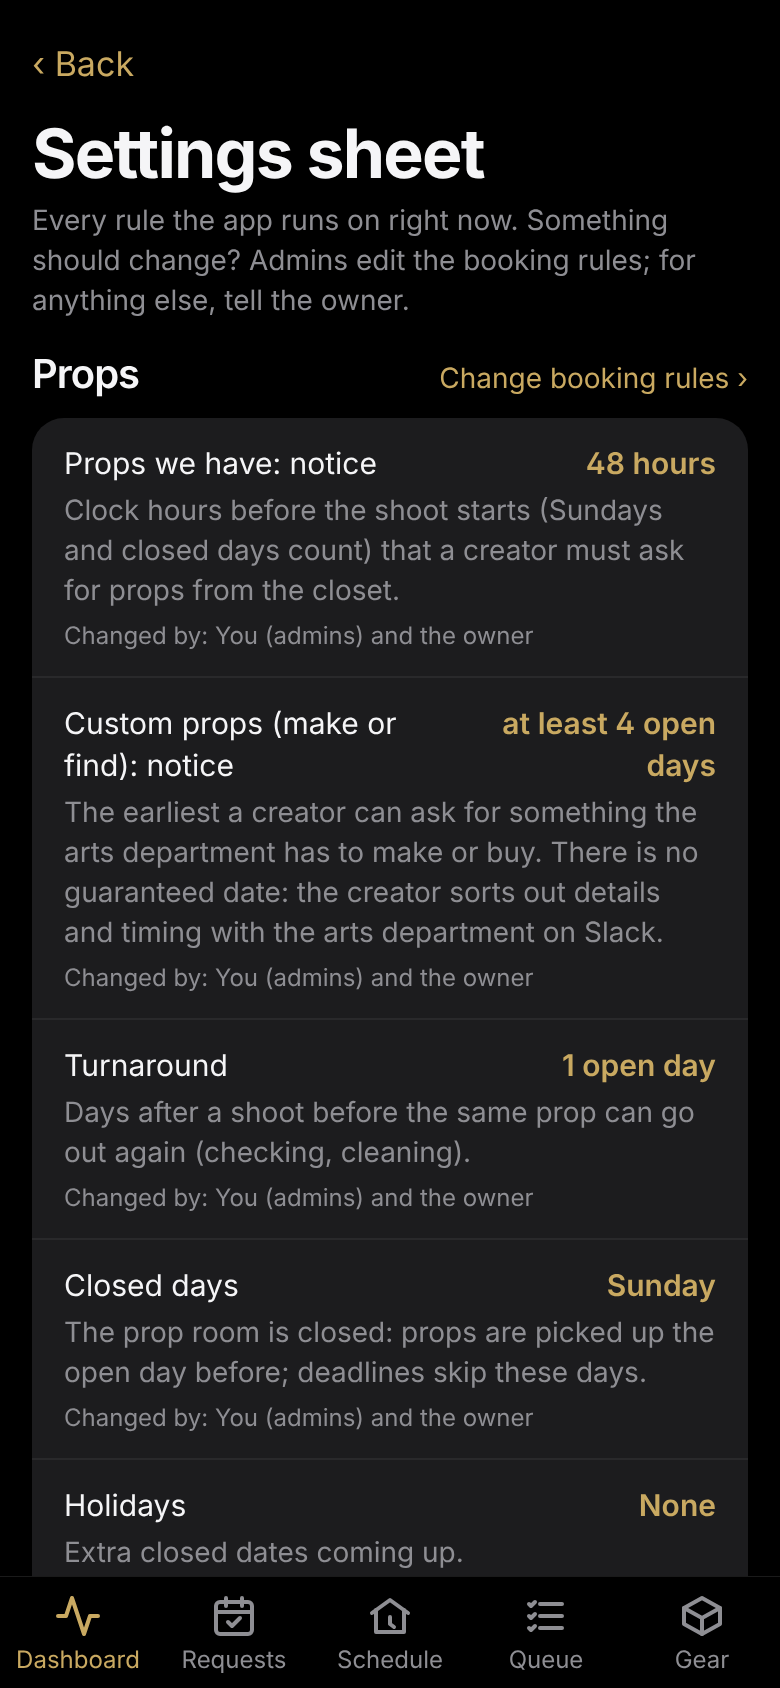 ‹ Back
Settings sheet
Every rule the app runs on right now. Something
should change? Admins edit the booking rules; for
anything else, tell the owner.
Props
Change booking rules ›
Props we have: notice
48 hours
Clock hours before the shoot starts (Sundays
and closed days count) that a creator must ask
for props from the closet.
Changed by: You (admins) and the owner
Custom props (make or
find): notice
at least 4 open
days
The earliest a creator can ask for something the
arts department has to make or buy. There is no
guaranteed date: the creator sorts out details
and timing with the arts department on Slack.
Changed by: You (admins) and the owner
Turnaround
1 open day
Days after a shoot before the same prop can go
out again (checking, cleaning).
Changed by: You (admins) and the owner
Closed days
Sunday
The prop room is closed: props are picked up the
open day before; deadlines skip these days.
Changed by: You (admins) and the owner
Holidays
None
Extra closed dates coming up.
Dashboard
Requests
Schedule
Queue
Gear